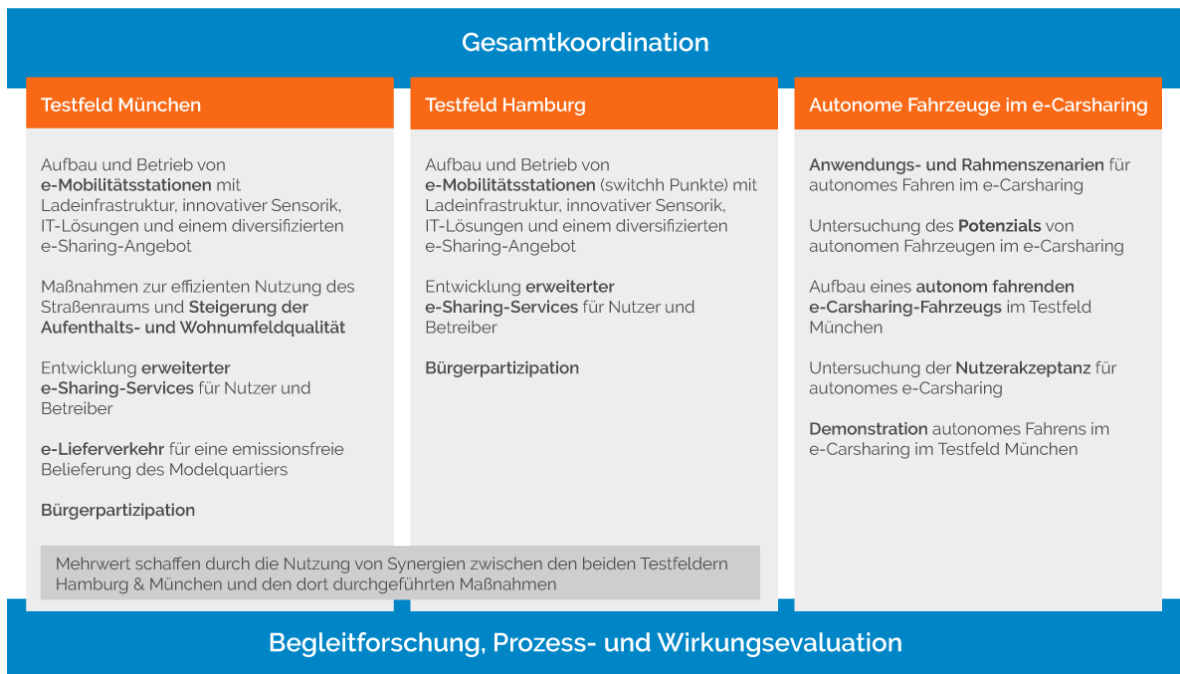 Gesamtkoordination
Testfeld München
Aufbau und Betrieb von
e-Mobilitätsstationen mit
Ladeinfrastruktur, innovativer Sensorik,
IT-Lösungen und einem diversifizierten
e-Sharing-Angebot
Maßnahmen zur effizienten Nutzung des
Straßenraums und Steigerung der
Aufenthalts- und Wohnumfeldqualität
Entwicklung erweiterter
e-Sharing-Services für Nutzer und
Betreiber
e-Lieferverkehr für eine emissionsfreie
Belieferung des Modelquartiers
Bürgerpartizipation
Testfeld Hamburg
Aufbau und Betrieb von
e-Mobilitätsstationen (switchh Punkte) mit
Ladeinfrastruktur, innovativer Sensorik,
IT-Lösungen und einem diversifizierten
e-Sharing-Angebot
Entwicklung erweiterter
e-Sharing-Services für Nutzer und
Betreiber
Bürgerpartizipation
Mehrwert schaffen durch die Nutzung von Synergien zwischen den beiden Testfeldern
Hamburg & München und den dort durchgeführten Maßnahmen
Autonome Fahrzeuge im e-Carsharing
Anwendungs- und Rahmenszenarien für
autonomes Fahren im e-Carsharing
Untersuchung des Potenzials von
autonomen Fahrzeugen im e-Carsharing
Aufbau eines autonom fahrenden
e-Carsharing-Fahrzeugs im Testfeld
München
Untersuchung der Nutzerakzeptanz für
autonomes e-Carsharing
Demonstration autonomes Fahrens im
e-Carsharing im Testfeld München
Begleitforschung, Prozess- und Wirkungsevaluation